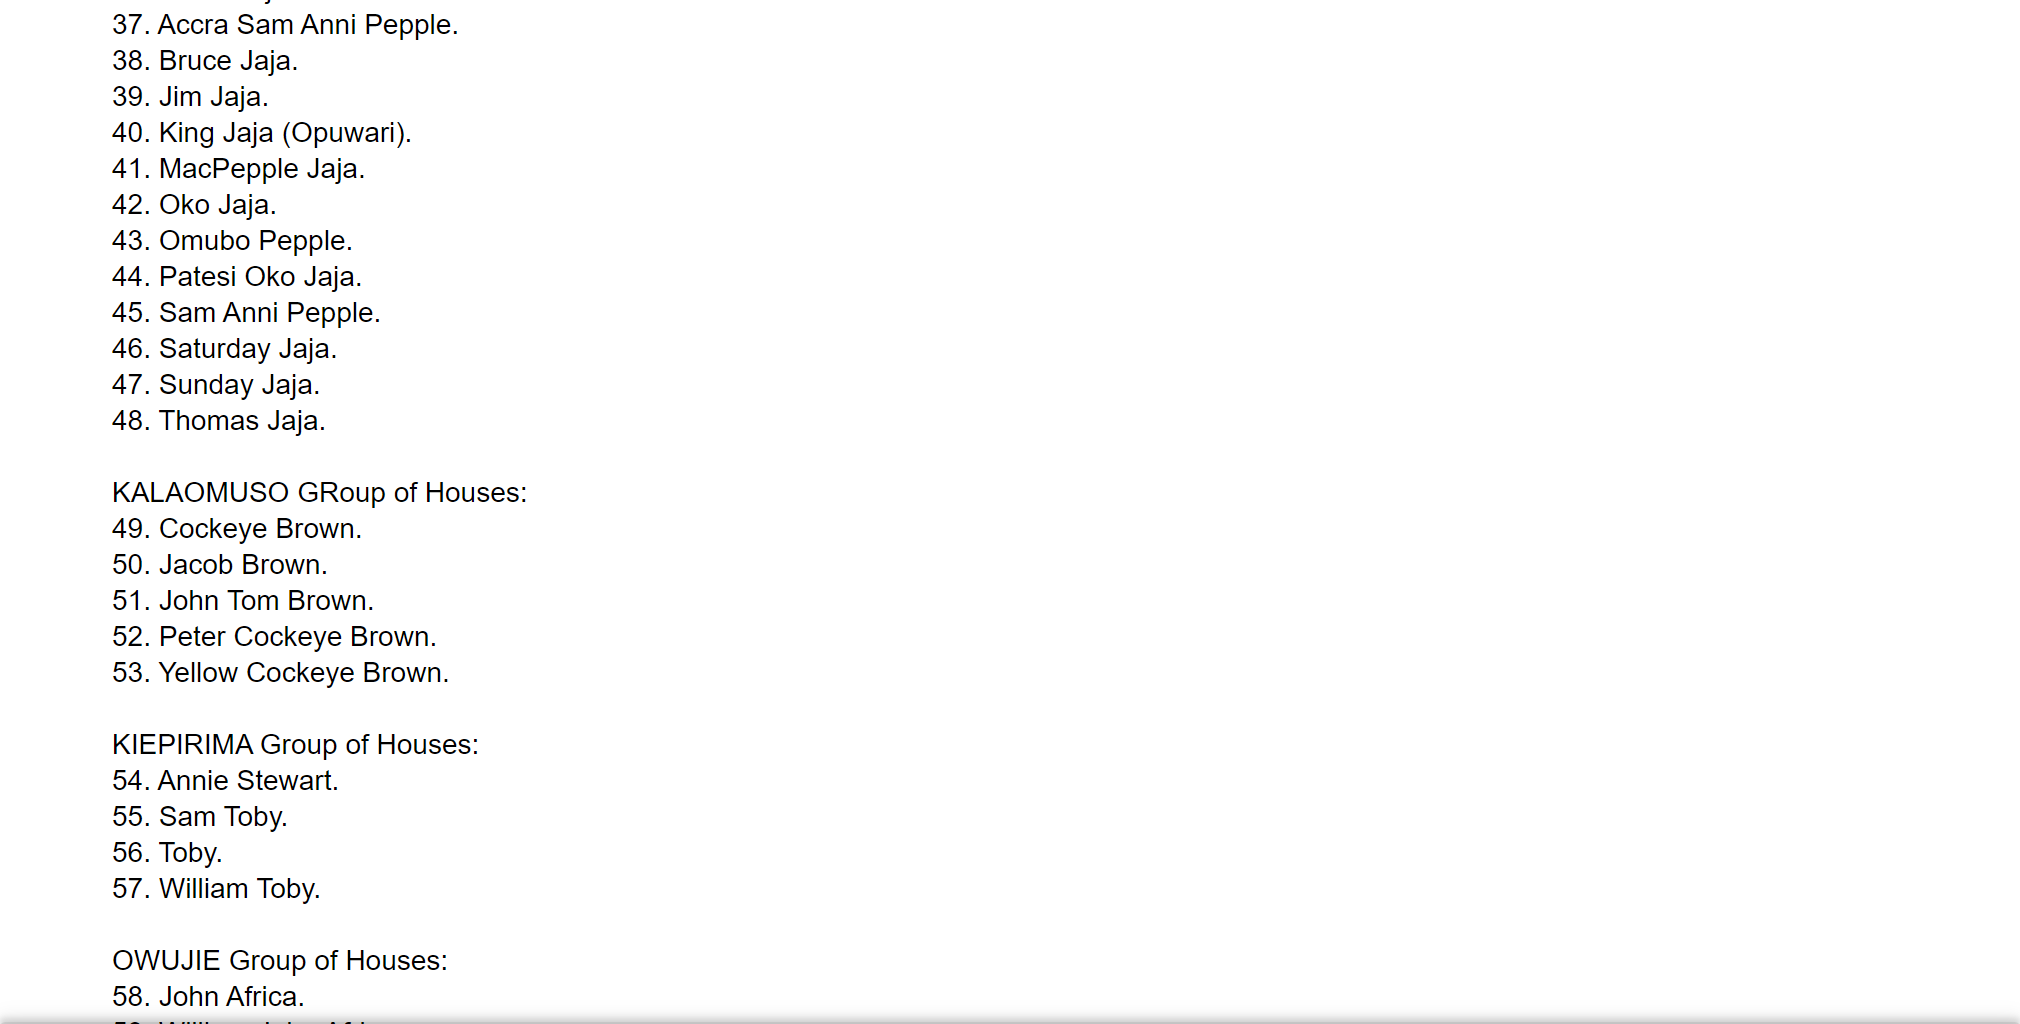 37. Accra Sam Anni Pepple.
38. Bruce Jaja.
39. Jim Jaja.
40. King Jaja (Opuwari).
41. MacPepple Jaja.
42. Oko Jaja.
43. Omubo Pepple.
44. Patesi Oko Jaja.
45. Sam Anni Pepple.
46. Saturday Jaja.
47. Sunday Jaja.
48. Thomas Jaja.
KALAOMUSO GRoup of Houses:
49. Cockeye Brown.
50. Jacob Brown.
51. John Tom Brown.
52. Peter Cockeye Brown.
53. Yellow Cockeye Brown.
KIEPIRIMA Group of Houses:
54. Annie Stewart.
55. Sam Toby.
56. Toby.
57. William Toby.
OWUJIE Group of Houses:
58. John Africa.